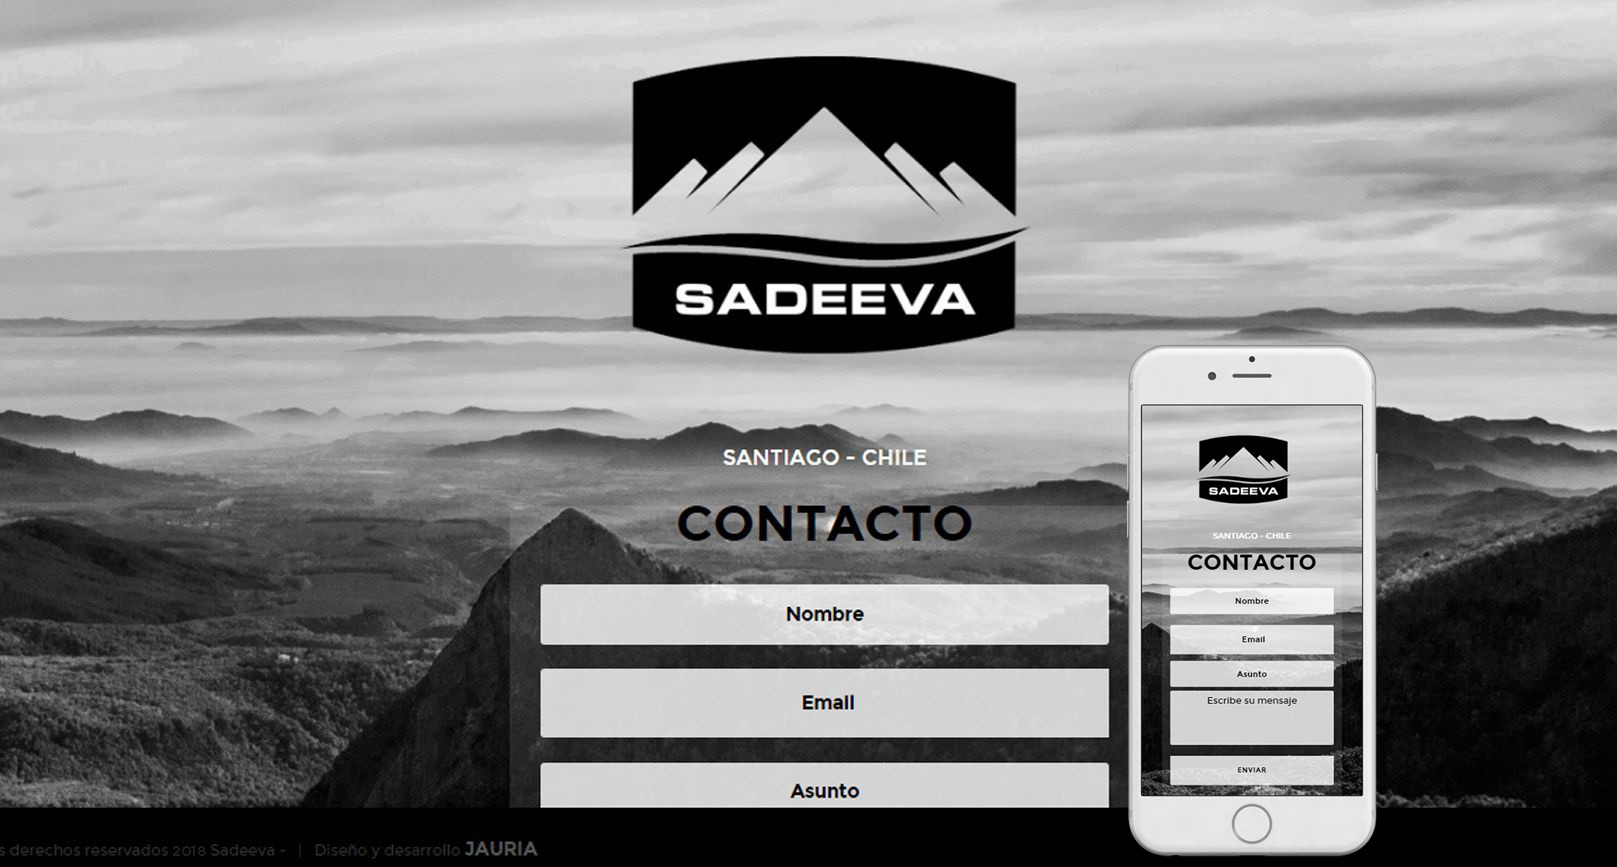 SADEEVA
SANTIAGO - CHILE
CONTACTO
Nombre
Email
Asunto
s derechos reservados 2018 Sadeeva - | Diseño y desarrollo JAURIA
SADEEVA
SANTIAGO - CHILE
CONTACTO
Nombre
Email
Asunto
Escribe su mensaje
ENVIAR